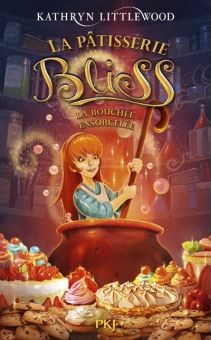 KATHRYN LITTLEWOOD
LA PÂTISSERIE
Bliss
LA BOUCHÉE
ENSORCELÉE
PKJ.